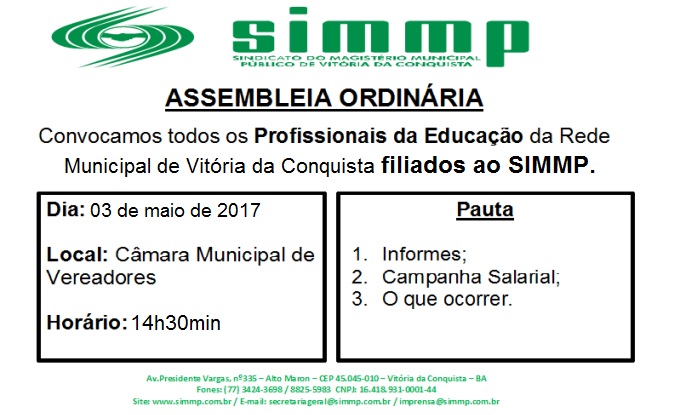 simmp
SINDICATO DO MAGISTÉRIO MUNICIPAL
PÚBLICO DE VITÓRIA DA CONQUISTA
ASSEMBLEIA ORDINÁRIA
Convocamos todos os Profissionais da Educação da Rede
Municipal de Vitória da Conquista filiados ao SIMMP.
Dia: 03 de maio de 2017
Local: Câmara Municipal de
Vereadores
Horário: 14h30min
Pauta
1. Informes;
2. Campanha Salarial;
3. O que ocorrer.
Av.Presidente Vargas, nº335 – Alto Maron – CEP 45.045-010 – Vitória da Conquista – BA
Fones: (77) 3424-3698 / 8825-5983 CNPJ: 16.418.931-0001-44
Site: www.simmp.com.br / E-mail: secretariageral@simmp.com.br / imprensa@simmp.com.br